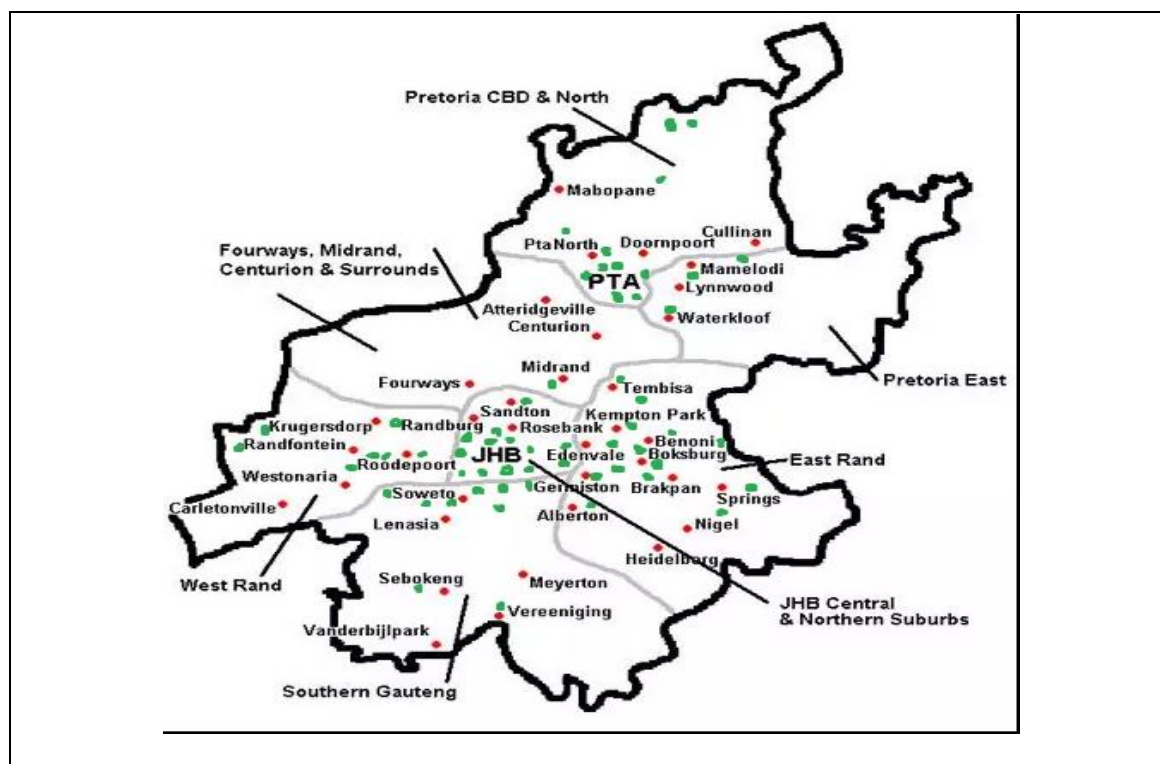 Pretoria CBD & North
Mabopane
Cullinan
Pta North
Doornpoort
Fourways, Midrand,
Centurion & Surrounds
Mamelodi
PTA
Lynnwood
Atteridgeville
Waterkloof
Centurion
Midrand
Pretoria East
Fourways
Tembisa
Sandton
Kempton Park
Krugersdorp
Randburg
Rosebank
Randfontein
Benoni
JHB
Edenvale
Boksburg
Roodepoort
East Rand
Westonaria
Germiston
Brakpan
Soweto
Springs
Carletonville
Alberton
Lenasia
Nigel
Heidelberg
West Rand
Sebokeng
Meyerton
JHB Central
& Northern Suburbs
Vereeniging
Vanderbijlpark
Southern Gauteng